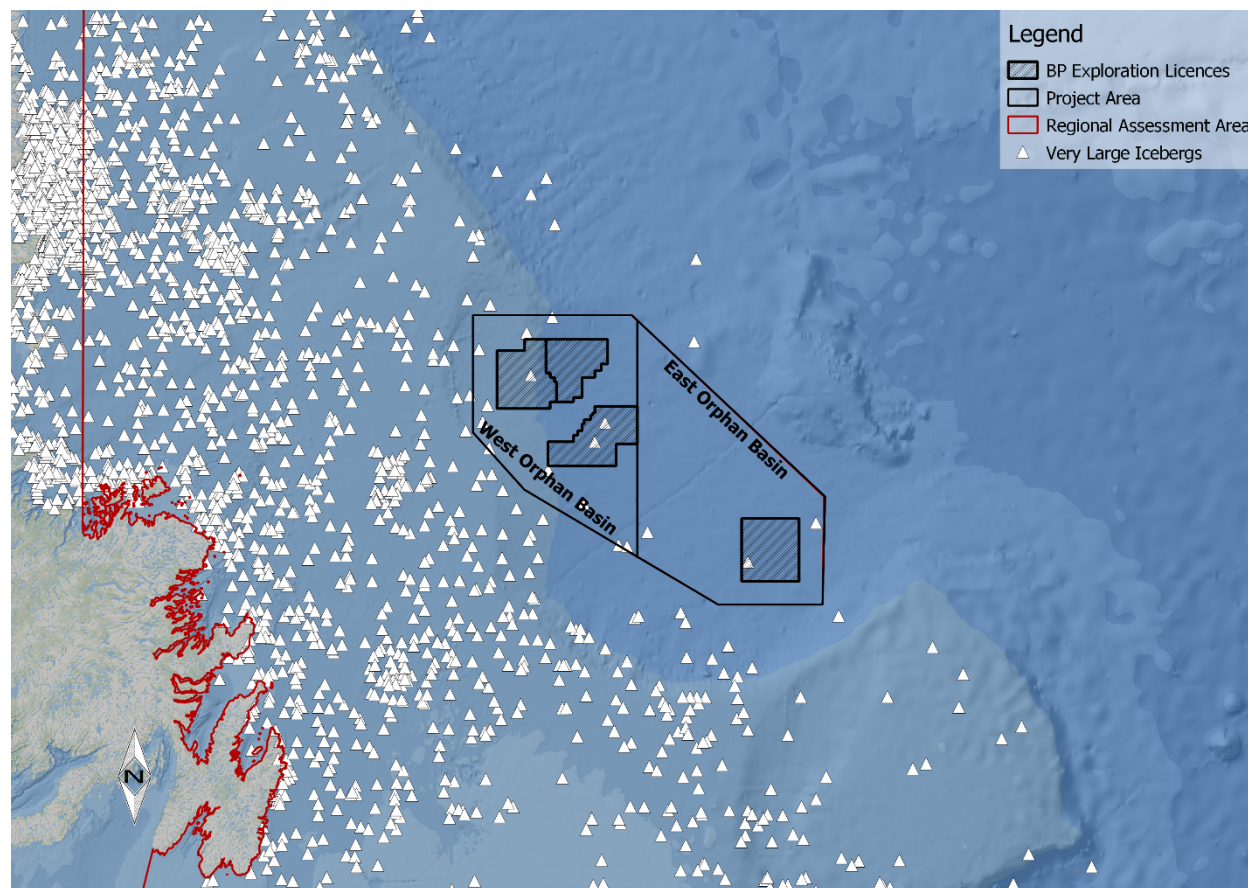 Legend
BP Exploration Licences
Project Area
Regional Assessment Area
Very Large Icebergs
East Orphan Basin
West Orphan Basin
N